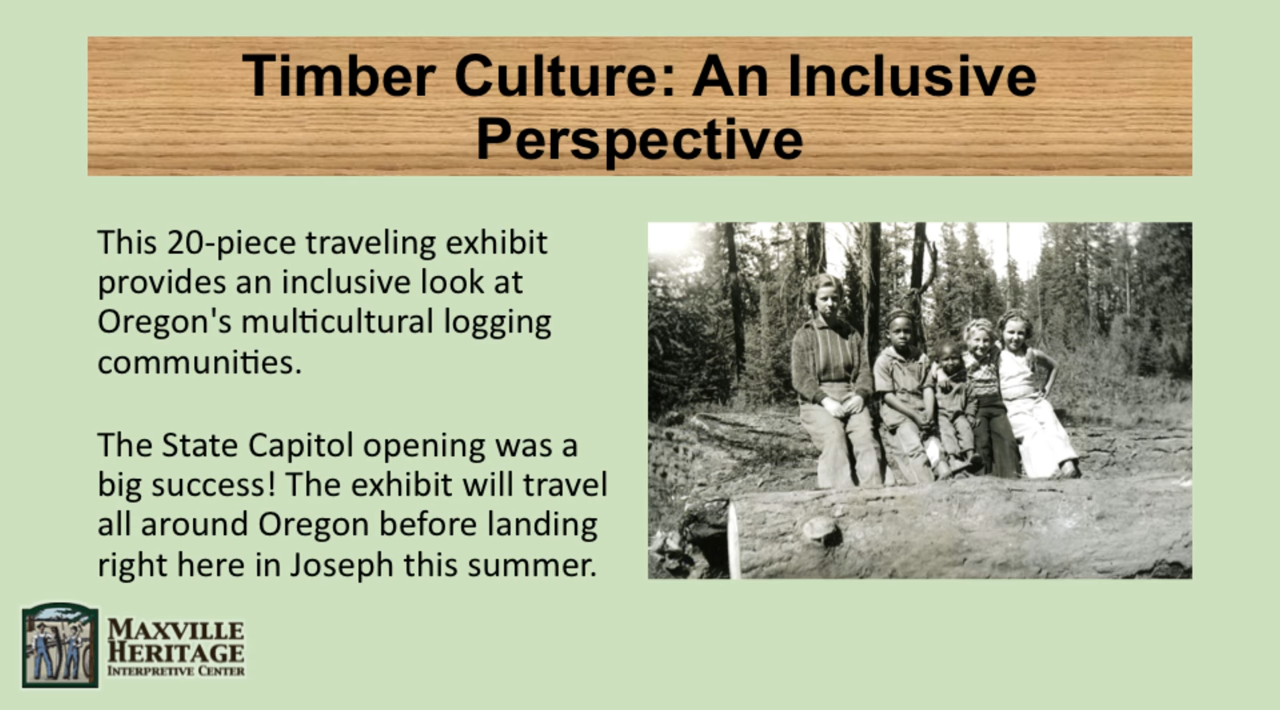 Timber Culture: An Inclusive
Perspective
This 20-piece traveling exhibit
provides an inclusive look at
Oregon's multicultural logging
communities.
The State Capitol opening was a
big success! The exhibit will travel
all around Oregon before landing
right here in Joseph this summer.
MAXVILLE
HERITAGE
INTERPRETIVE CENTER